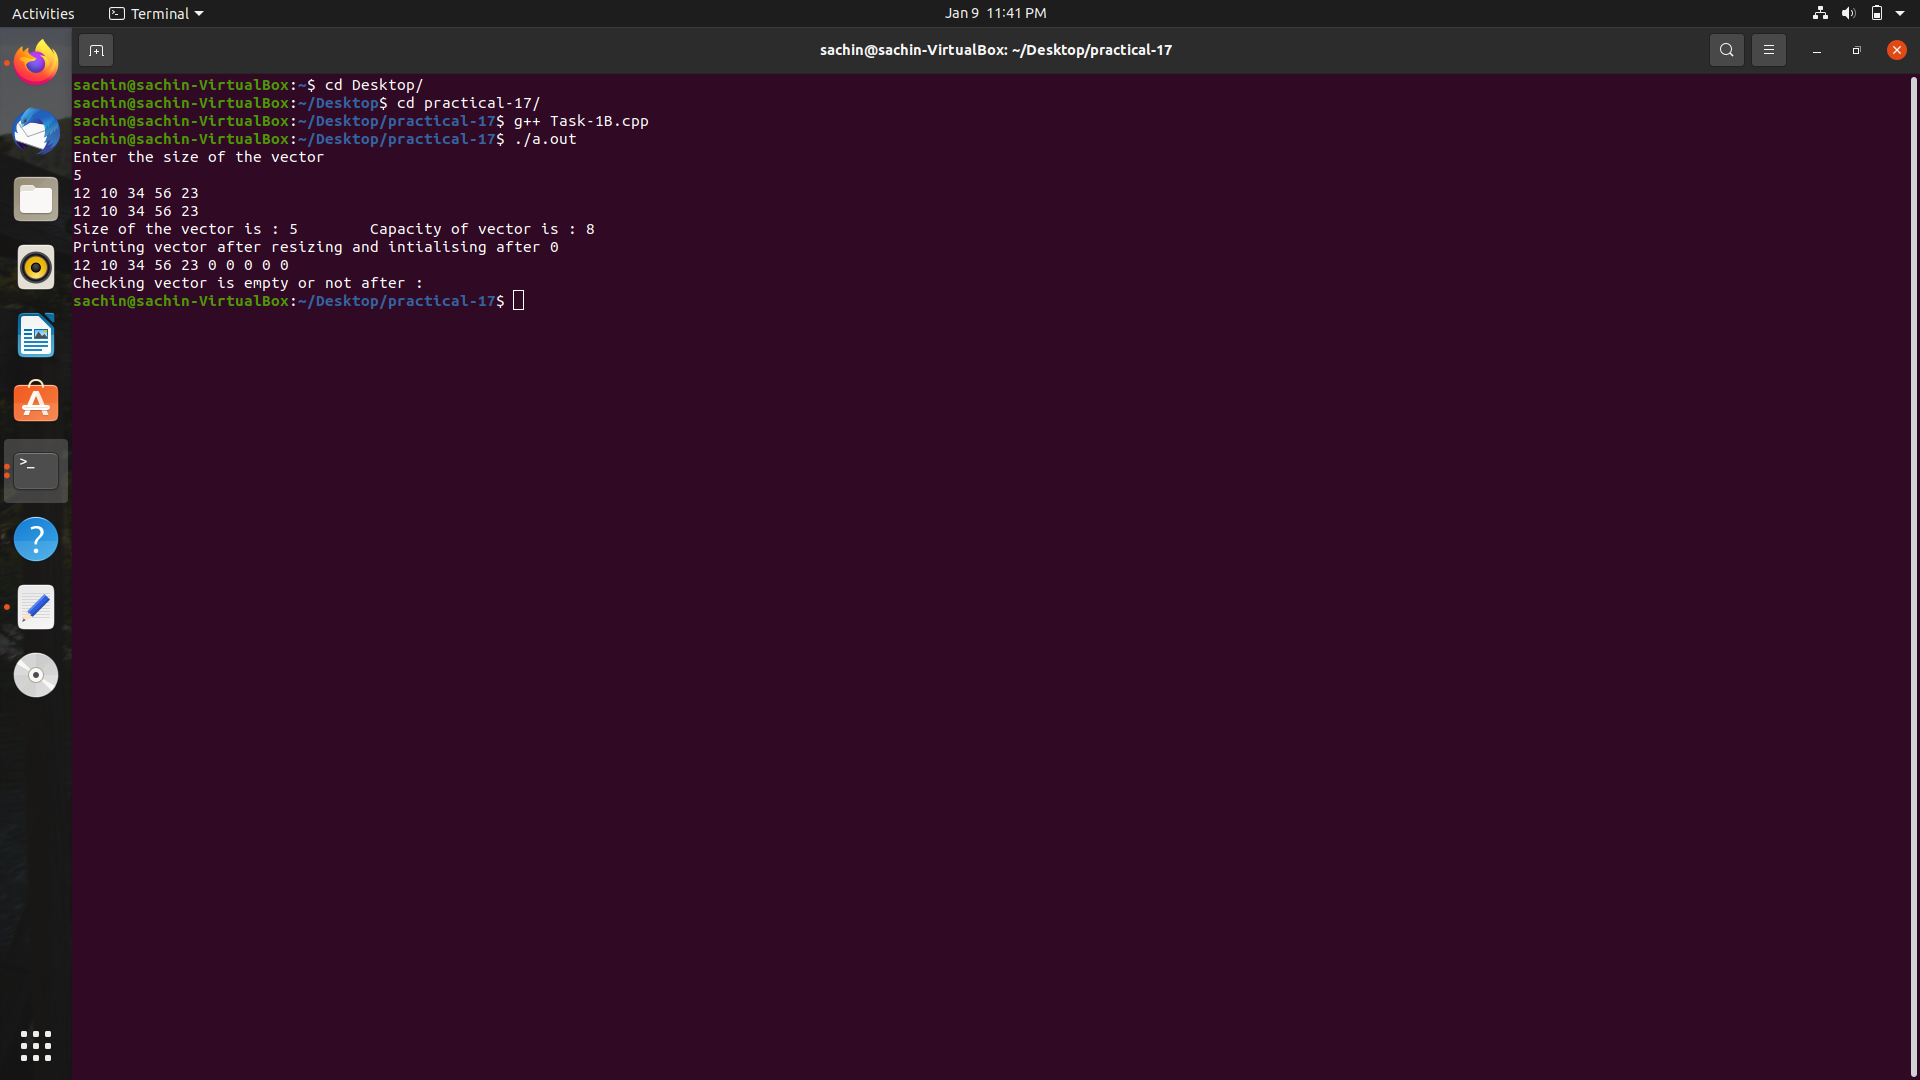 Activities Terminal Jan 9 11:41 PM
sachin@sachin-VirtualBox: ~/Desktop/practical-17
sachin@sachin-VirtualBox:~$ cd Desktop/
sachin@sachin-VirtualBox:~/Desktop$ cd practical-17/
sachin@sachin-VirtualBox:~/Desktop/practical-17$ g++ Task-1B.cpp
sachin@sachin-VirtualBox:~/Desktop/practical-17$ ./a.out
Enter the size of the vector
5
12 10 34 56 23
12 10 34 56 23
Size of the vector is : 5        Capacity of vector is : 8
Printing vector after resizing and intialising after 0
12 10 34 56 23 0 0 0 0 0
Checking vector is empty or not after :
sachin@sachin-VirtualBox:~/Desktop/practical-17$